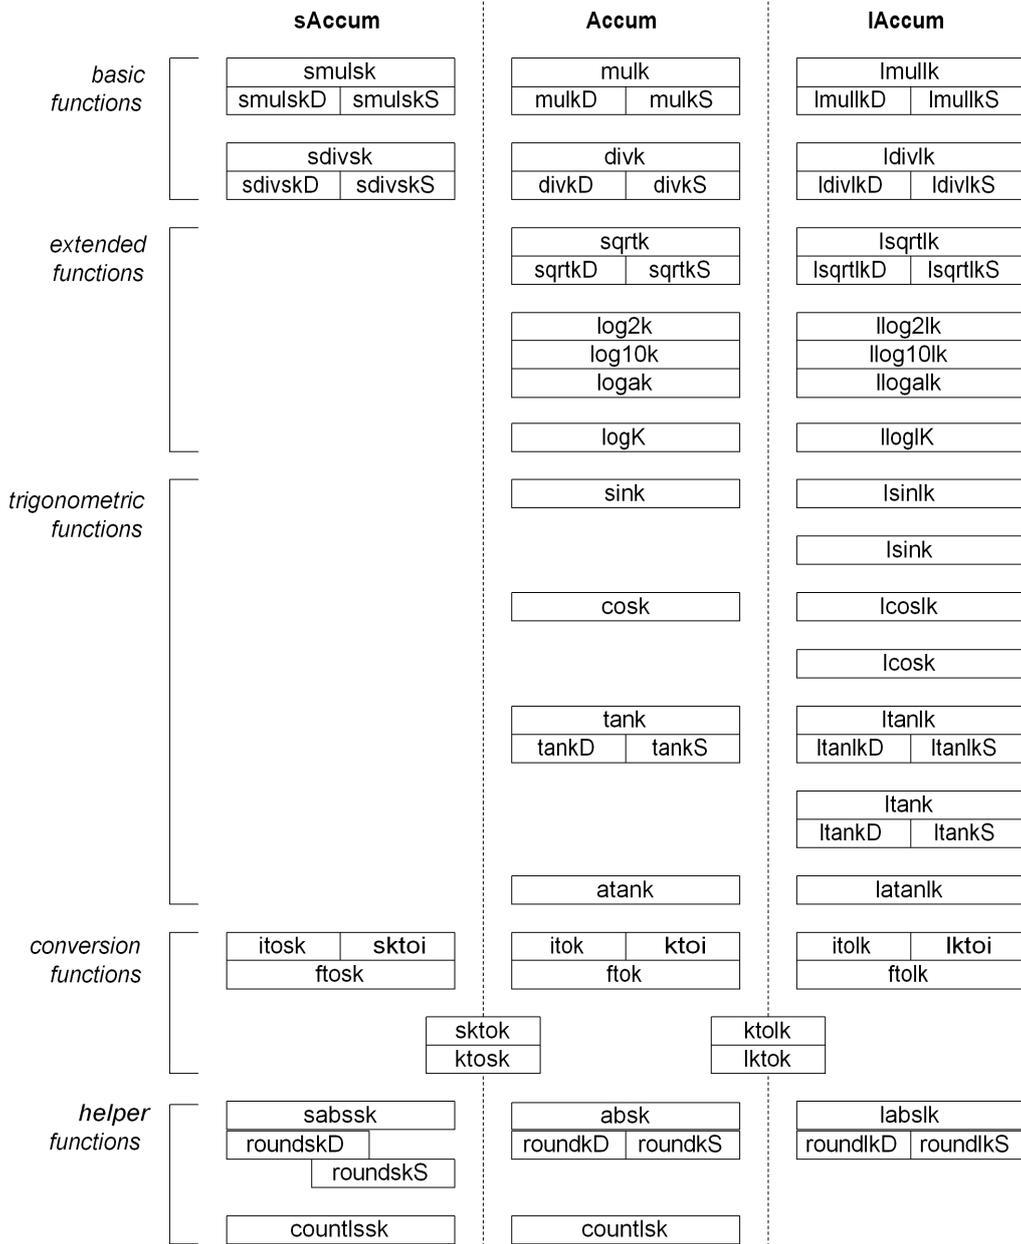 sAccum Accum lAccum
basic smulsk mulk lmullk
functions smulskD smulskS mulkD mulkS lmullkD lmullkS
sdivsk divk ldivlk
sdivskD sdivskS divkD divkS ldivlkD ldivlkS
extended sqrtk lsqrtlk
functions sqrtkD sqrtkS lsqrtlkD lsqrtlkS
log2k llog2lk
log10k llog10lk
logak llogalk
logK lloglK
trigonometric sink lsinlk
functions
lsink
cosk lcoslk
lcosk
tank ltanlk
tankD tankS ltanlkD ltanlkS
ltank
ltankD ltankS
atank latanlk
conversion itosk sktoi itok ktoi itolk lktoi
functions ftosk ftok ftolk
sktok ktolk
ktosk lktok
helper sabssk absk labslk
functions roundskD roundkD roundkS roundlkD roundlkS
roundskS
countlssk countlsk